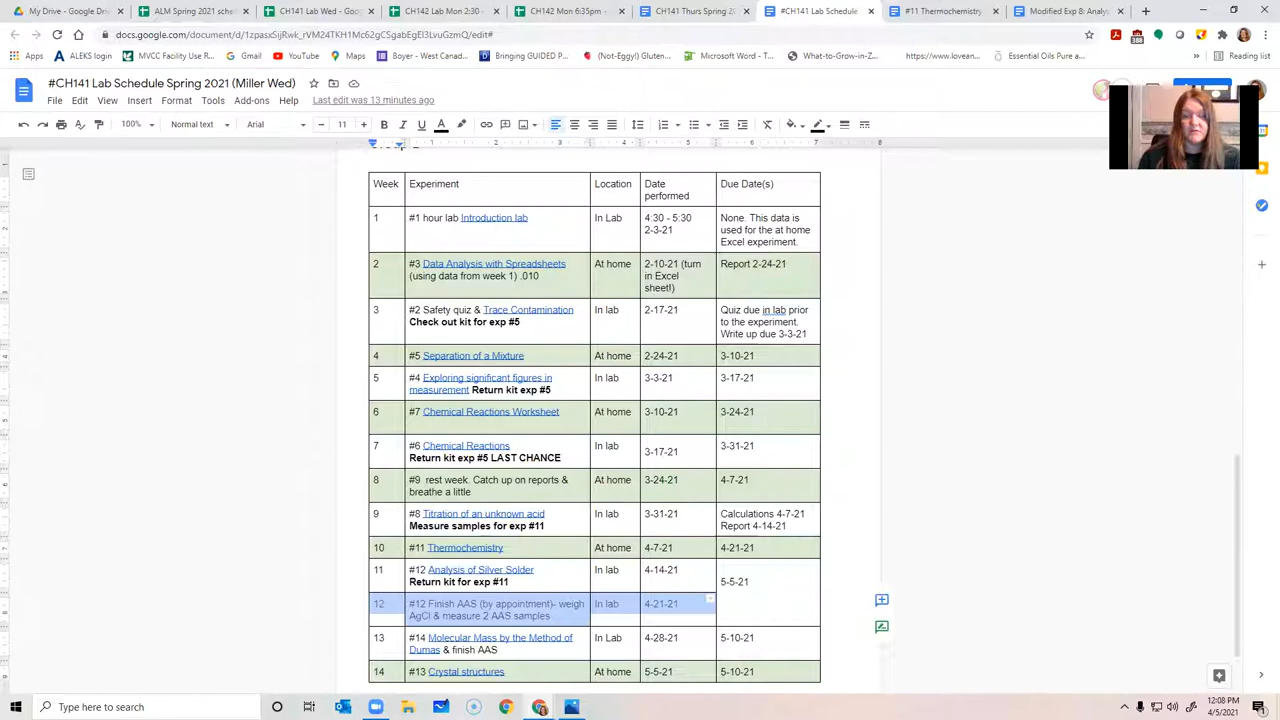 My Drive - Google D
ALM Spring 2021 sche
CH141 Lab Wed - Goo
CH142 Lab Mon 2:30 -
CH142 Mon 6:35pm -
CH141 Thurs Spring 2
#CH141 Lab Schedule
#11 Thermochemistry
Modified Exp 8: Analy
docs.google.com/document/d/1zpasxSijRwk_rVM24TKH1Mc62gCSgabEgEl3LvuGmzQ/edit#
388
Apps
ALEKS login
MVCC Facility
Gmail
YouTube
Maps
Boyer - West Canad...
Bringing GUIDED P...
(Not-Eggy!) Gluten...
Microsoft Word - T...
What-to-Grow-in-Z...
Essential Oils Pure a...
»
Other bookmarks
Reading list
#CH141 Lab Schedule Spring 2021 (Miller Wed)
File Edit View Insert Format Tools Add-ons Help Last edit was 13 minutes ago
100% Normal text Arial 11
1 2 3 4 5 6 7 8
Week Experiment Location Date performed Due Date(s)
1 #1 hour lab Introduction lab In Lab 4:30 - 5:30 2-3-21 None. This data is used for the at home Excel experiment.
2 #3 Data Analysis with Spreadsheets (using data from week 1) .010 At home 2-10-21 (turn in Excel sheet!) Report 2-24-21
3 #2 Safety quiz & Trace Contamination Check out kit for exp #5 In lab 2-17-21 Quiz due in lab prior to the experiment. Write up due 3-3-21
4 #5 Separation of a Mixture At home 2-24-21 3-10-21
5 #4 Exploring significant figures in measurement Return kit exp #5 In lab 3-3-21 3-17-21
6 #7 Chemical Reactions Worksheet At home 3-10-21 3-24-21
7 #6 Chemical Reactions Return kit exp #5 LAST CHANCE In lab 3-17-21 3-31-21
8 #9 rest week. Catch up on reports & breathe a little At home 3-24-21 4-7-21
9 #8 Titration of an unknown acid Measure samples for exp #11 In lab 3-31-21 Calculations 4-7-21 Report 4-14-21
10 #11 Thermochemistry At home 4-7-21 4-21-21
11 #12 Analysis of Silver Solder Return kit for exp #11 In lab 4-14-21 5-5-21
12 #12 Finish AAS (by appointment)- weigh AgCl & measure 2 AAS samples In lab 4-21-21
13 #14 Molecular Mass by the Method of Dumas & finish AAS In Lab 4-28-21 5-10-21
14 #13 Crystal structures At home 5-5-21 5-10-21
Type here to search
12:08 PM
4/5/2021